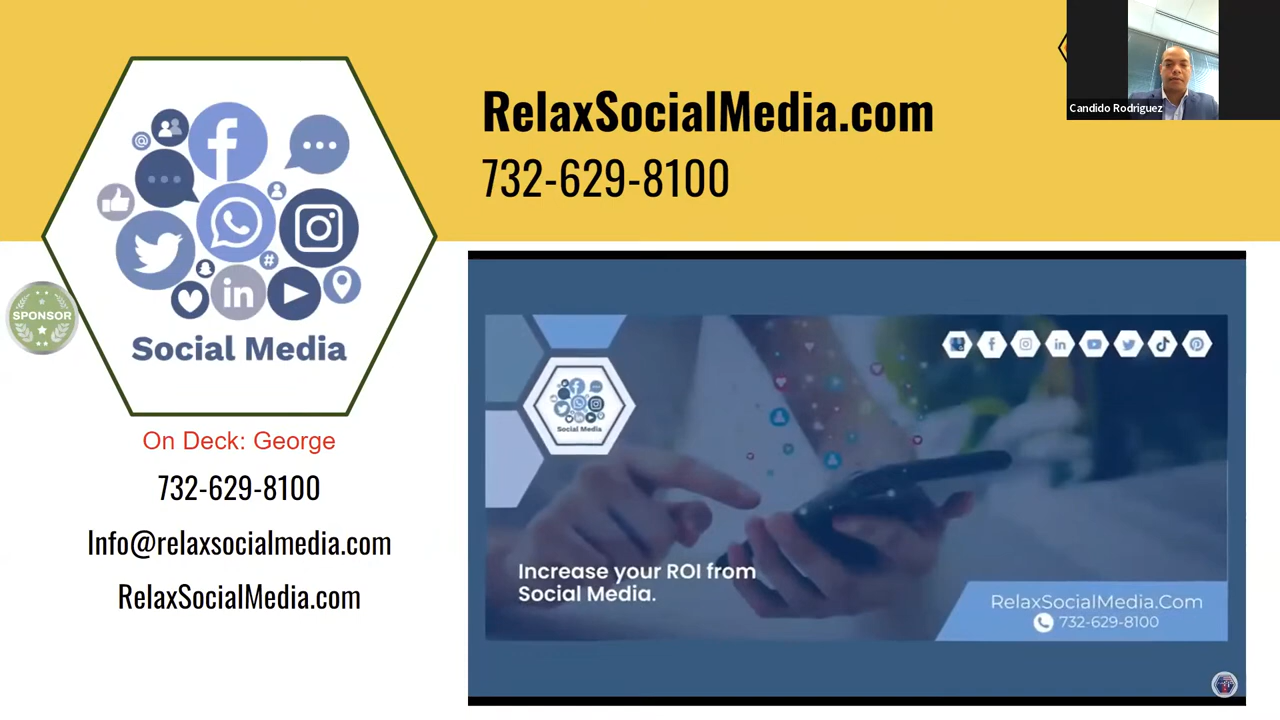 RelaxSocialMedia.com
732-629-8100
Candido Rodriguez
Social Media
SPONSOR
On Deck: George
732-629-8100
Info@relaxsocialmedia.com
RelaxSocialMedia.com
Social Media
Increase your ROI from
Social Media.
RelaxSocialMedia.Com
732-629-8100